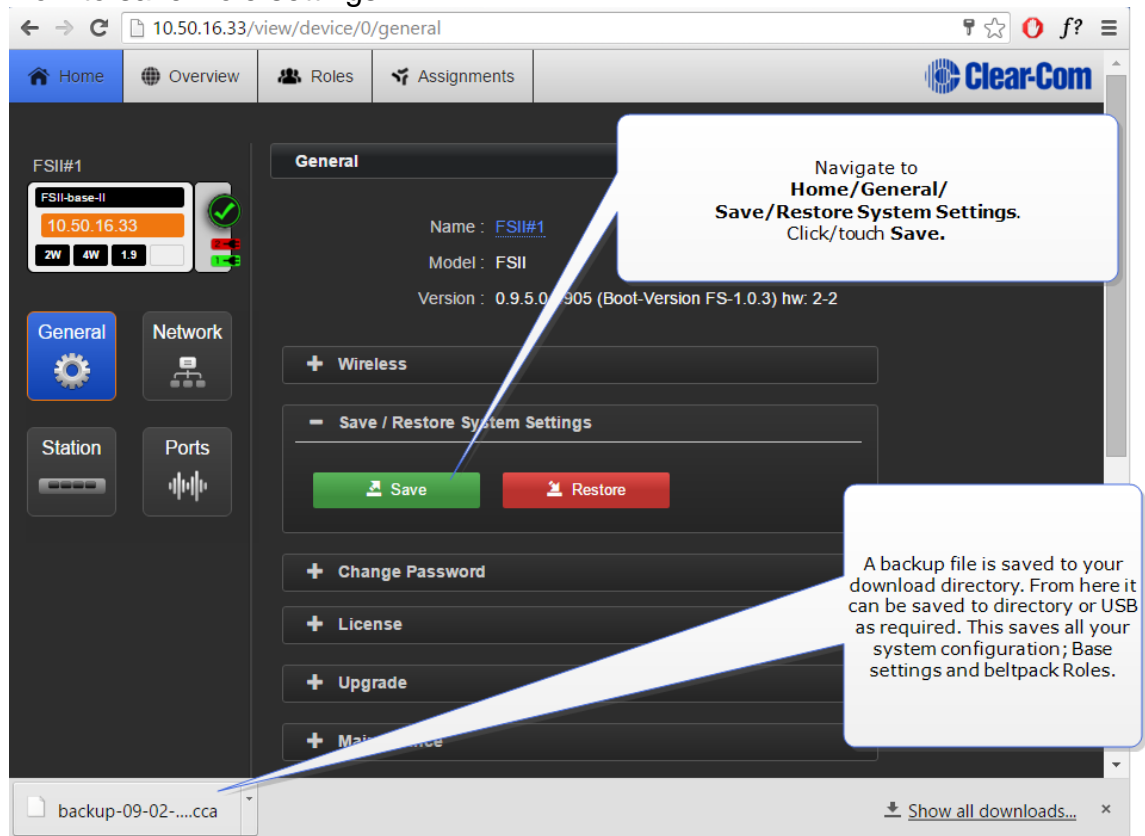 10.50.16.33/view/device/0/general
f?
Home
Overview
Roles
Assignments
Clear-Com
FSII#1
FSII-base-II
10.50.16.33
2W 4W 1.9
2
1
General
Network
Station
Ports
General
Name : FSII#1
Model : FSII
Version : 0.9.5.0 905 (Boot-Version FS-1.0.3) hw: 2-2
Navigate to
Home/General/
Save/Restore System Settings.
Click/touch Save.
Wireless
Save / Restore System Settings
Save
Restore
Change Password
License
Upgrade
A backup file is saved to your
download directory. From here it
can be saved to directory or USB
as required. This saves all your
system configuration; Base
settings and beltpack Roles.
backup-09-02-....cca
Show all downloads...